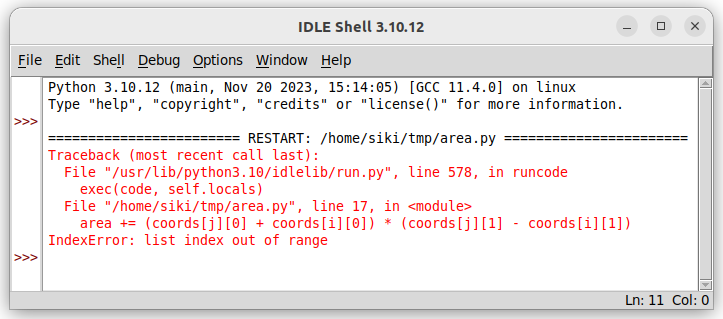 IDLE Shell 3.10.12
File Edit Shell Debug Options Window Help
Python 3.10.12 (main, Nov 20 2023, 15:14:05) [GCC 11.4.0] on linux
Type "help", "copyright", "credits" or "license()" for more information.
>>>
======================== RESTART: /home/siki/tmp/area.py =======================
Traceback (most recent call last):
  File "/usr/lib/python3.10/idlelib/run.py", line 578, in runcode
    exec(code, self.locals)
  File "/home/siki/tmp/area.py", line 17, in <module>
    area += (coords[j][0] + coords[i][0]) * (coords[j][1] - coords[i][1])
IndexError: list index out of range
>>>
Ln: 11 Col: 0